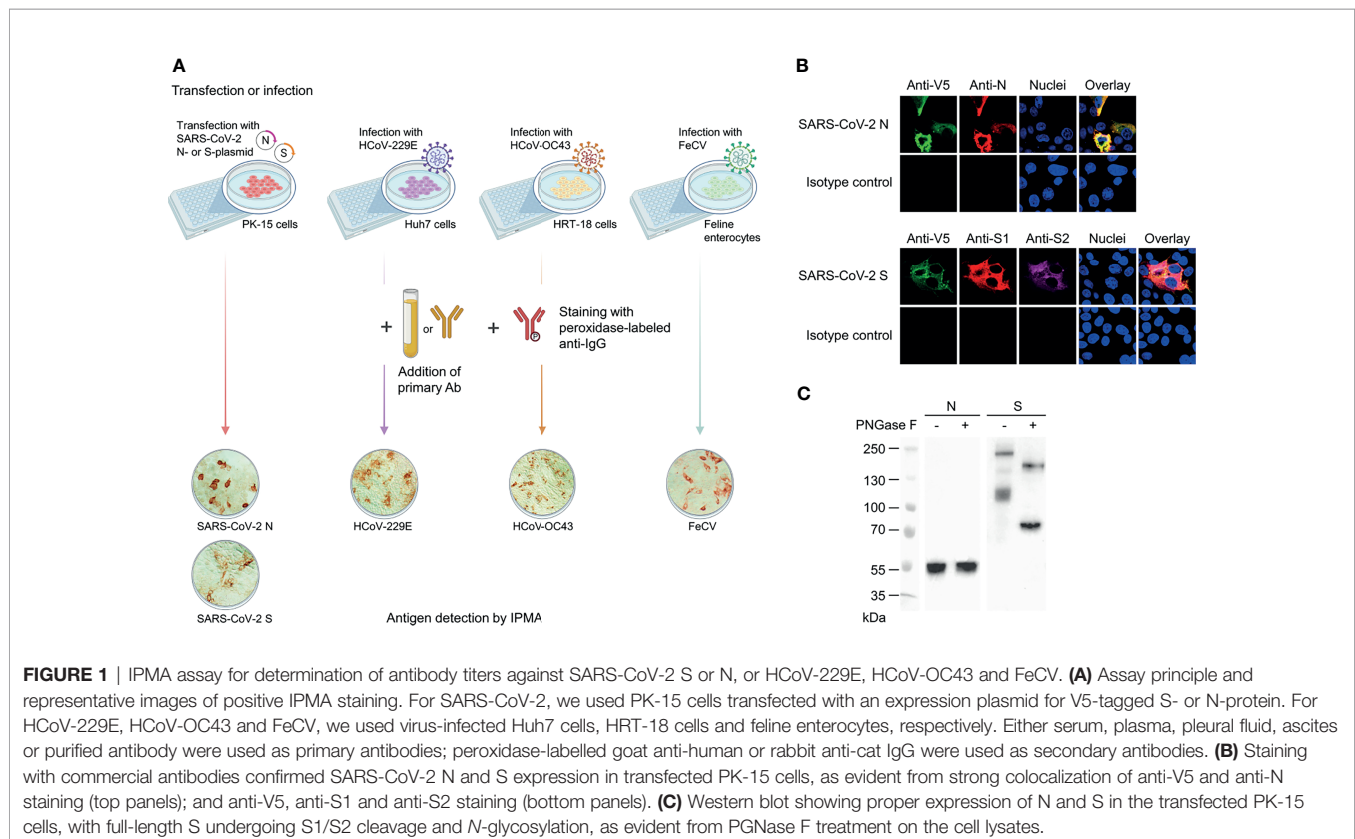 A
Transfection or infection
Transfection with
SARS-CoV-2
N- or S-plasmid
N
S
PK-15 cells
Infection with
HCoV-229E
Huh7 cells
Infection with
HCoV-OC43
HRT-18 cells
Infection with
FeCV
Feline
enterocytes
+
or
+
P
Staining with
peroxidase-labeled
anti-IgG
Addition of
primary Ab
SARS-CoV-2 N
HCoV-229E
HCoV-OC43
FeCV
SARS-CoV-2 S
Antigen detection by IPMA
B
Anti-V5 Anti-N Nuclei Overlay
SARS-CoV-2 N
Isotype control
Anti-V5 Anti-S1 Anti-S2 Nuclei Overlay
SARS-CoV-2 S
Isotype control
C
N S
PNGase F - + - +
250
130
100
70
55
35
kDa
FIGURE 1 | IPMA assay for determination of antibody titers against SARS-CoV-2 S or N, or HCoV-229E, HCoV-OC43 and FeCV. (A) Assay principle and
representative images of positive IPMA staining. For SARS-CoV-2, we used PK-15 cells transfected with an expression plasmid for V5-tagged S- or N-protein. For
HCoV-229E, HCoV-OC43 and FeCV, we used virus-infected Huh7 cells, HRT-18 cells and feline enterocytes, respectively. Either serum, plasma, pleural fluid, ascites
or purified antibody were used as primary antibodies; peroxidase-labelled goat anti-human or rabbit anti-cat IgG were used as secondary antibodies. (B) Staining
with commercial antibodies confirmed SARS-CoV-2 N and S expression in transfected PK-15 cells, as evident from strong colocalization of anti-V5 and anti-N
staining (top panels); and anti-V5, anti-S1 and anti-S2 staining (bottom panels). (C) Western blot showing proper expression of N and S in the transfected PK-15
cells, with full-length S undergoing S1/S2 cleavage and N-glycosylation, as evident from PGNase F treatment on the cell lysates.